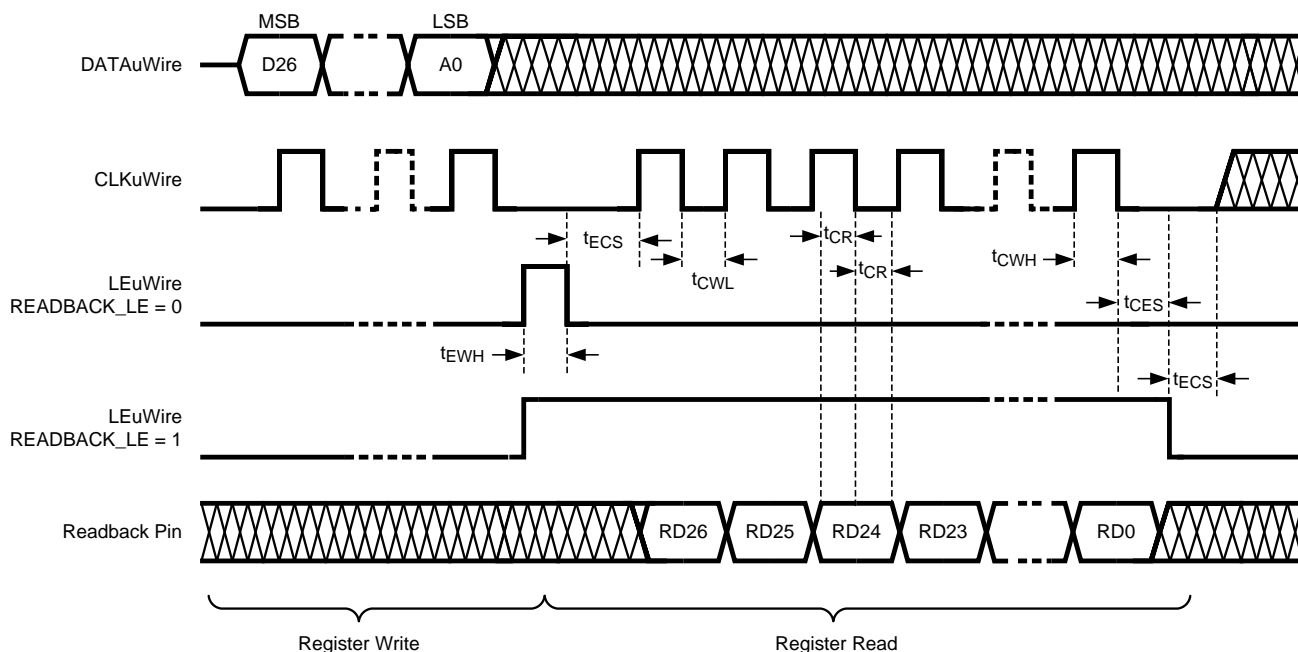 MSB
LSB
DATAuWire
D26
A0
CLKuWire
tECS
tCWL
tCR
tCR
tCWH
tCES
LEuWire
READBACK_LE = 0
tEWH
tECS
LEuWire
READBACK_LE = 1
Readback Pin
RD26
RD25
RD24
RD23
RD0
Register Write
Register Read